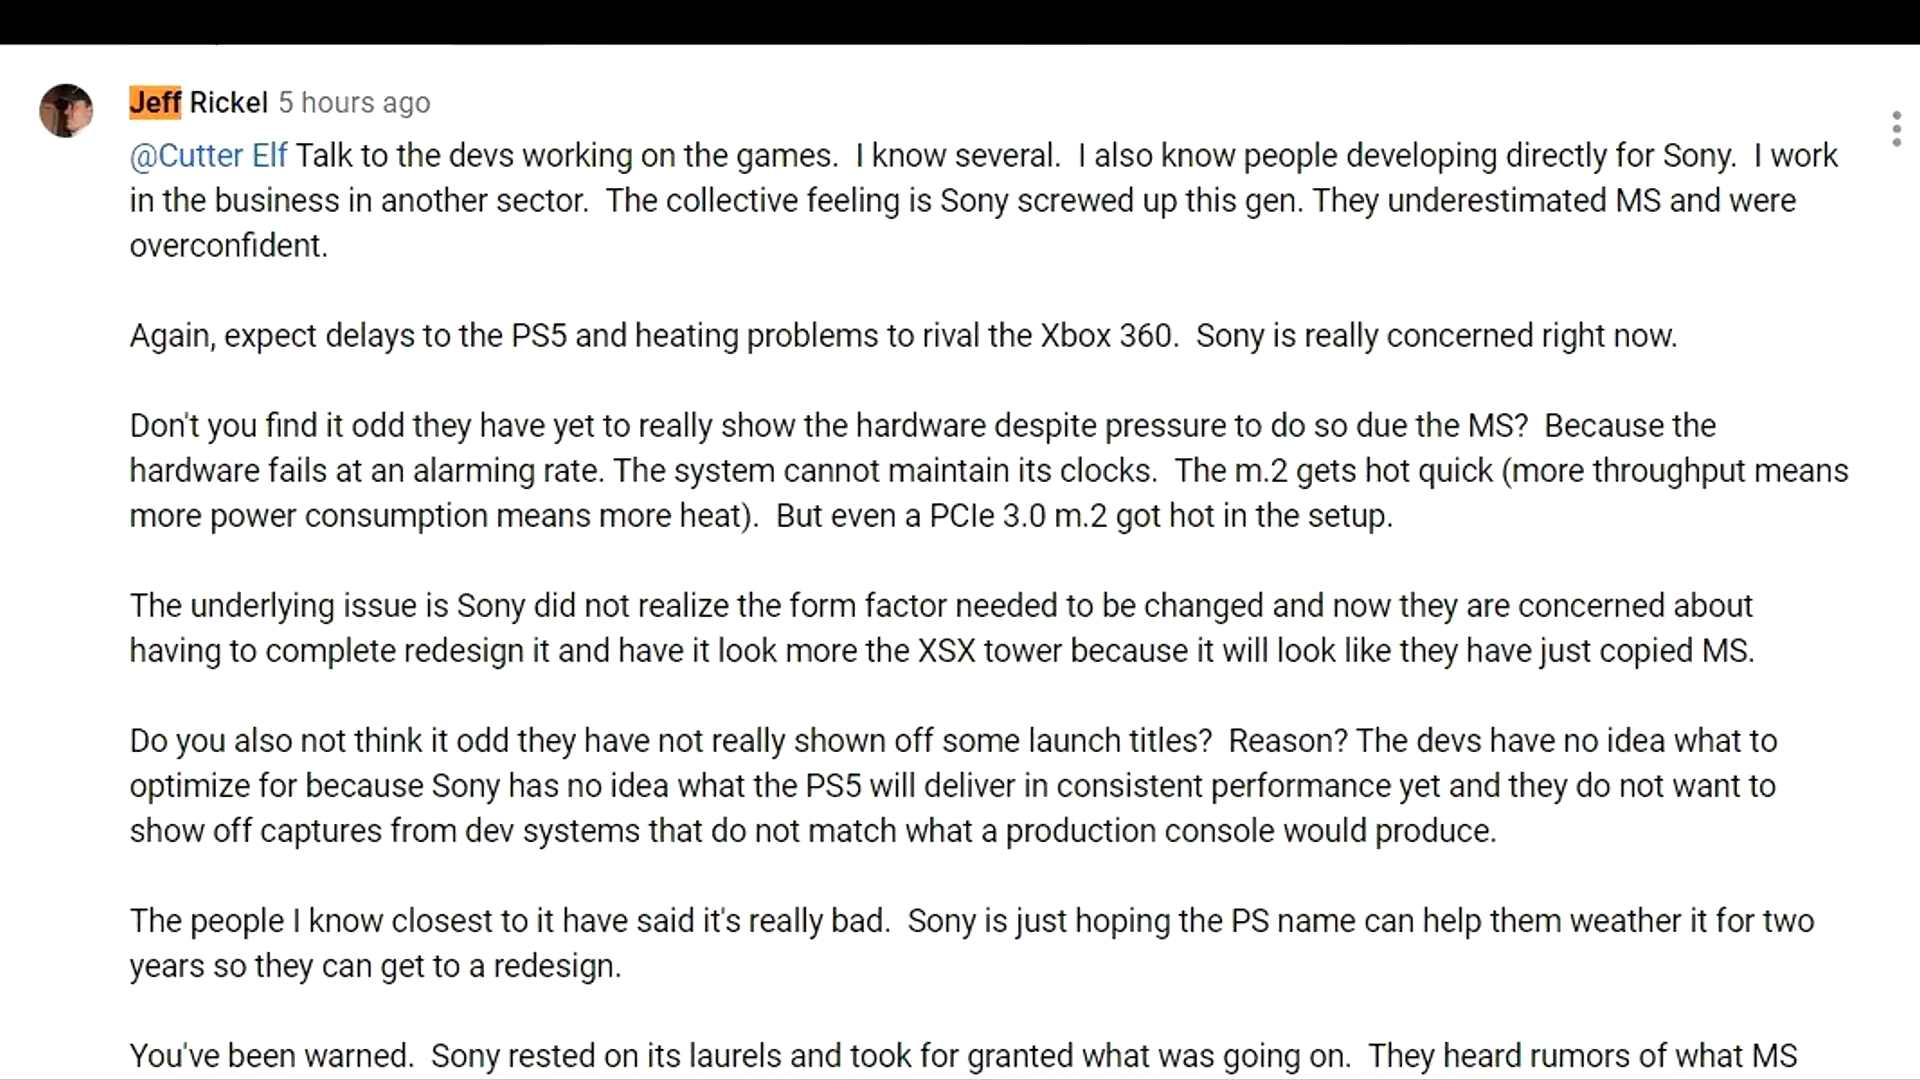 Jeff Rickel 5 hours ago
@Cutter Elf Talk to the devs working on the games.  I know several.  I also know people developing directly for Sony.  I work
in the business in another sector.  The collective feeling is Sony screwed up this gen. They underestimated MS and were
overconfident.
Again, expect delays to the PS5 and heating problems to rival the Xbox 360.  Sony is really concerned right now.
Don't you find it odd they have yet to really show the hardware despite pressure to do so due the MS?  Because the
hardware fails at an alarming rate. The system cannot maintain its clocks.  The m.2 gets hot quick (more throughput means
more power consumption means more heat).  But even a PCIe 3.0 m.2 got hot in the setup.
The underlying issue is Sony did not realize the form factor needed to be changed and now they are concerned about
having to complete redesign it and have it look more the XSX tower because it will look like they have just copied MS.
Do you also not think it odd they have not really shown off some launch titles?  Reason? The devs have no idea what to
optimize for because Sony has no idea what the PS5 will deliver in consistent performance yet and they do not want to
show off captures from dev systems that do not match what a production console would produce.
The people I know closest to it have said it's really bad.  Sony is just hoping the PS name can help them weather it for two
years so they can get to a redesign.
You've been warned.  Sony rested on its laurels and took for granted what was going on.  They heard rumors of what MS